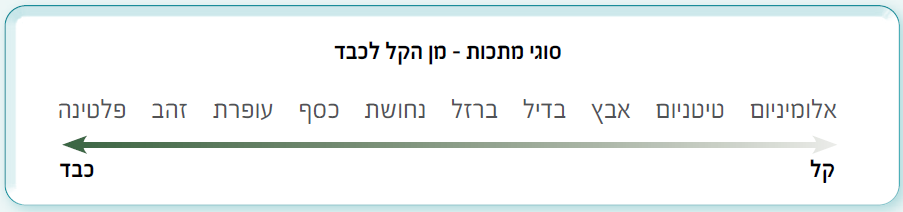 סוגי מתכות - מן הקל לכבד
אלומיניום טיטניום אבץ בדיל ברזל נחושת כסף עופרת זהב פלטינה
קל כבד